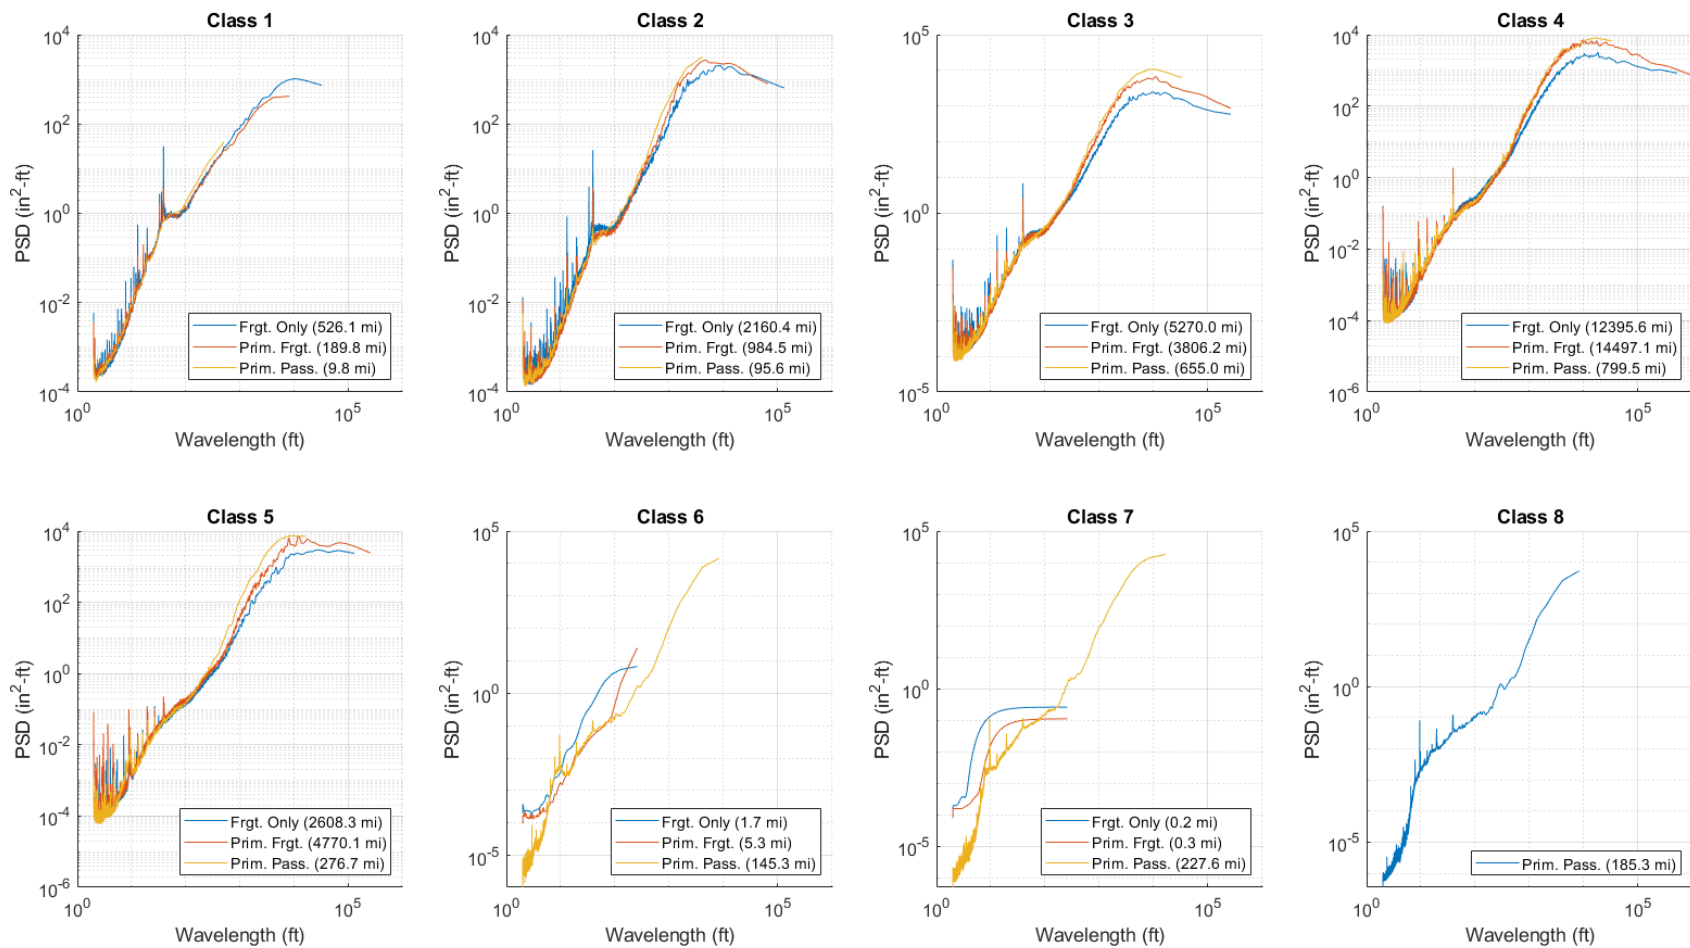 Class 1
10^4
10^2
10^0
10^-2
10^-4
PSD (in^2-ft)
Frgt. Only (526.1 mi)
Prim. Frgt. (189.8 mi)
Prim. Pass. (9.8 mi)
10^0
10^5
Wavelength (ft)
Class 2
10^4
10^2
10^0
10^-2
10^-4
PSD (in^2-ft)
Frgt. Only (2160.4 mi)
Prim. Frgt. (984.5 mi)
Prim. Pass. (95.6 mi)
10^0
10^5
Wavelength (ft)
Class 3
10^5
10^0
10^-5
PSD (in^2-ft)
Frgt. Only (5270.0 mi)
Prim. Frgt. (3806.2 mi)
Prim. Pass. (655.0 mi)
10^0
10^5
Wavelength (ft)
Class 4
10^4
10^2
10^0
10^-2
10^-4
10^-6
PSD (in^2-ft)
Frgt. Only (12395.6 mi)
Prim. Frgt. (14497.1 mi)
Prim. Pass. (799.5 mi)
10^0
10^5
Wavelength (ft)
Class 5
10^4
10^2
10^0
10^-2
10^-4
10^-6
PSD (in^2-ft)
Frgt. Only (2608.3 mi)
Prim. Frgt. (4770.1 mi)
Prim. Pass. (276.7 mi)
10^0
10^5
Wavelength (ft)
Class 6
10^5
10^0
10^-5
PSD (in^2-ft)
Frgt. Only (1.7 mi)
Prim. Frgt. (5.3 mi)
Prim. Pass. (145.3 mi)
10^0
10^5
Wavelength (ft)
Class 7
10^5
10^0
10^-5
PSD (in^2-ft)
Frgt. Only (0.2 mi)
Prim. Frgt. (0.3 mi)
Prim. Pass. (227.6 mi)
10^0
10^5
Wavelength (ft)
Class 8
10^5
10^0
10^-5
PSD (in^2-ft)
Prim. Pass. (185.3 mi)
10^0
10^5
Wavelength (ft)